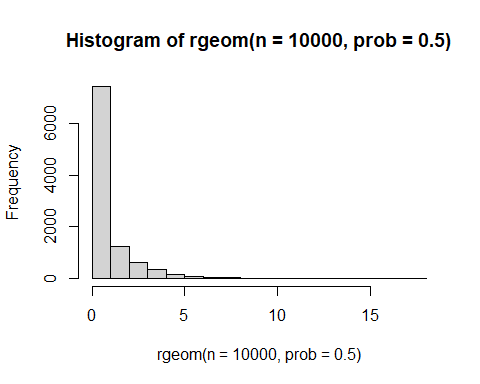 Histogram of rgeom(n = 10000, prob = 0.5)
Frequency
6000
4000
2000
0
0 5 10 15
rgeom(n = 10000, prob = 0.5)